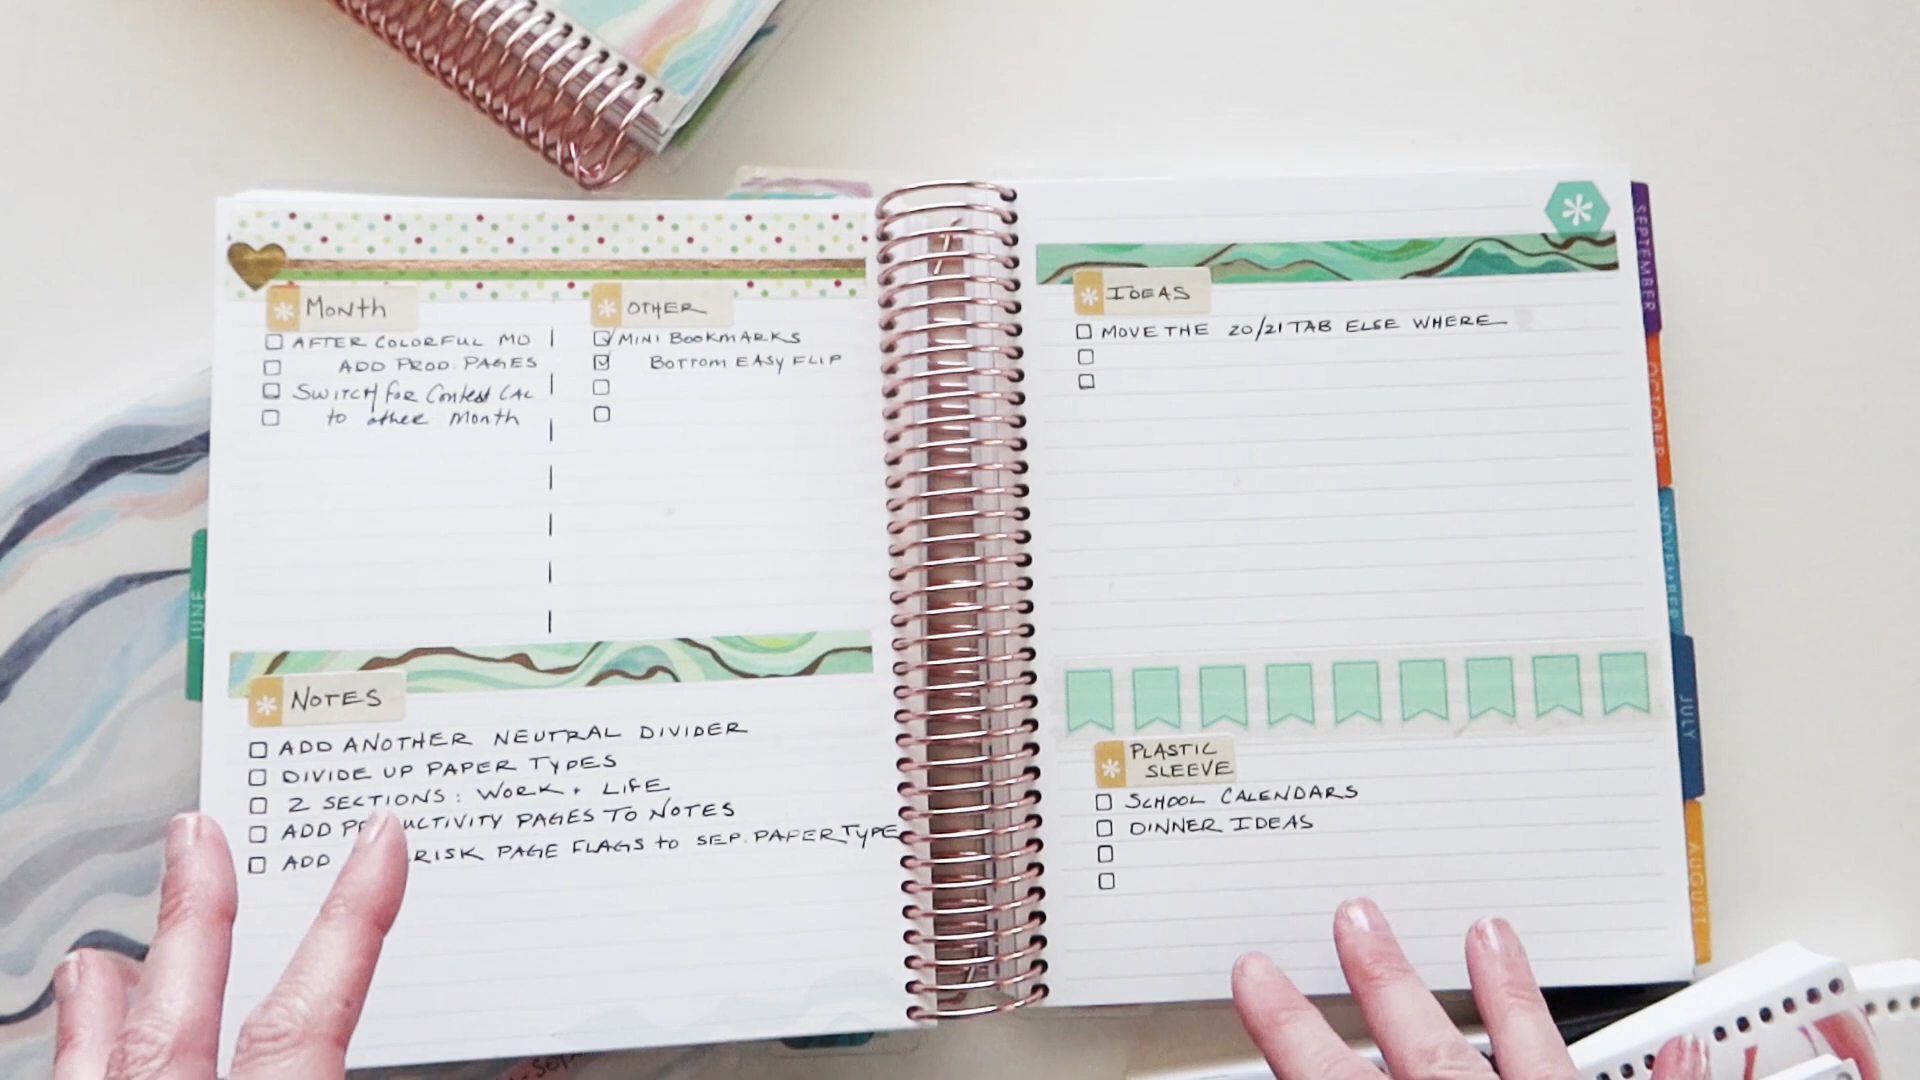 Month
AFTER COLORFUL MO
ADD PROD. PAGES
SWITCH for Contest CAL
to other Month
OTHER
MINI BOOKMARKS
BOTTOM EASY FLIP
NOTES
ADD ANOTHER NEUTRAL DIVIDER
DIVIDE UP PAPER TYPES
2 SECTIONS: WORK + LIFE
ADD PR UCTIVITY PAGES TO NOTES
ADD RISK PAGE FLAGS to SEP. PAPER TYPE
JUNE
IDEAS
MOVE THE 20/21 TAB ELSE WHERE
PLASTIC
SLEEVE
SCHOOL CALENDARS
DINNER IDEAS
SEPTEMBER
OCTOBER
NOVEMBER
JULY
AUGUST